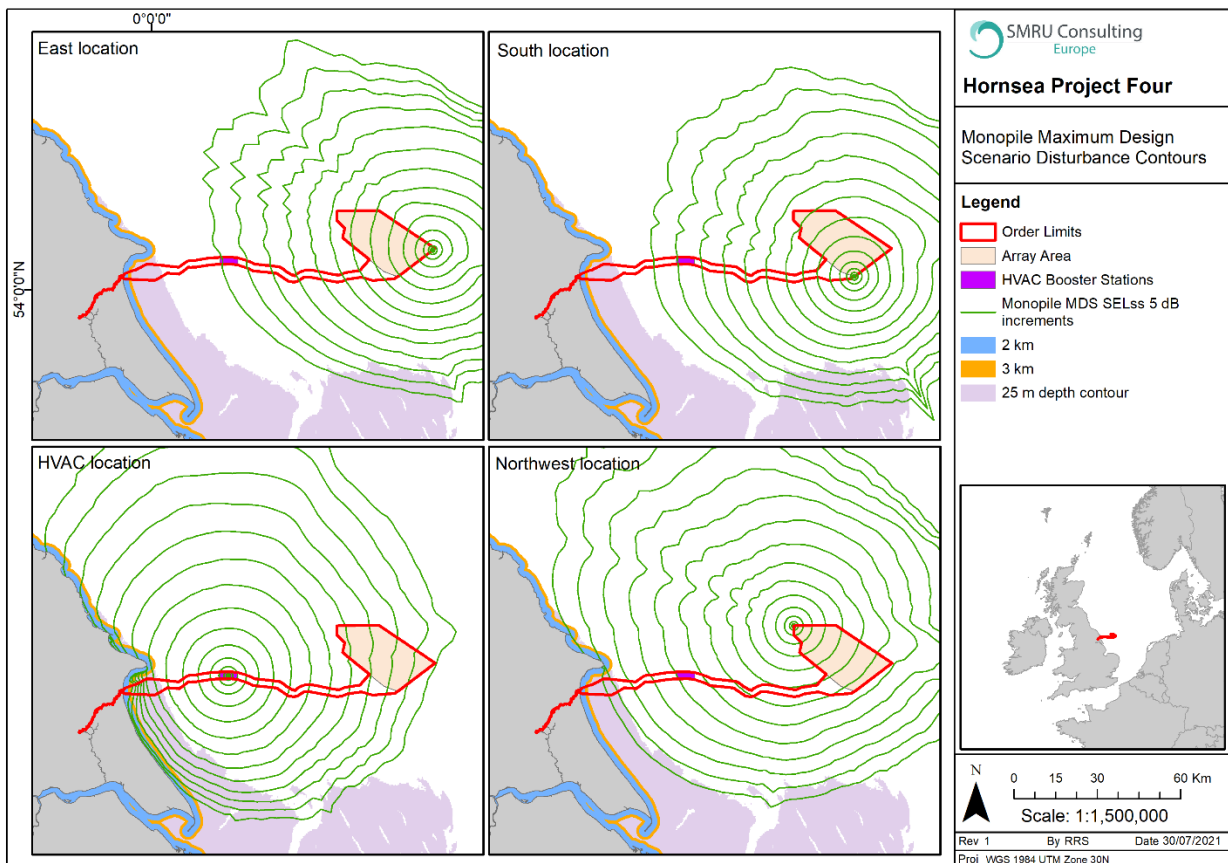 0°0'0"
54°0'0"N
East location
South location
HVAC location
Northwest location
SMRU Consulting
Europe
Hornsea Project Four
Monopile Maximum Design
Scenario Disturbance Contours
Legend
Order Limits
Array Area
HVAC Booster Stations
Monopile MDS SELss 5 dB
increments
2 km
3 km
25 m depth contour
N
0 15 30 60 Km
Scale: 1:1,500,000
Rev 1 By RRS Date 30/07/2021
Proj WGS 1984 UTM Zone 30N